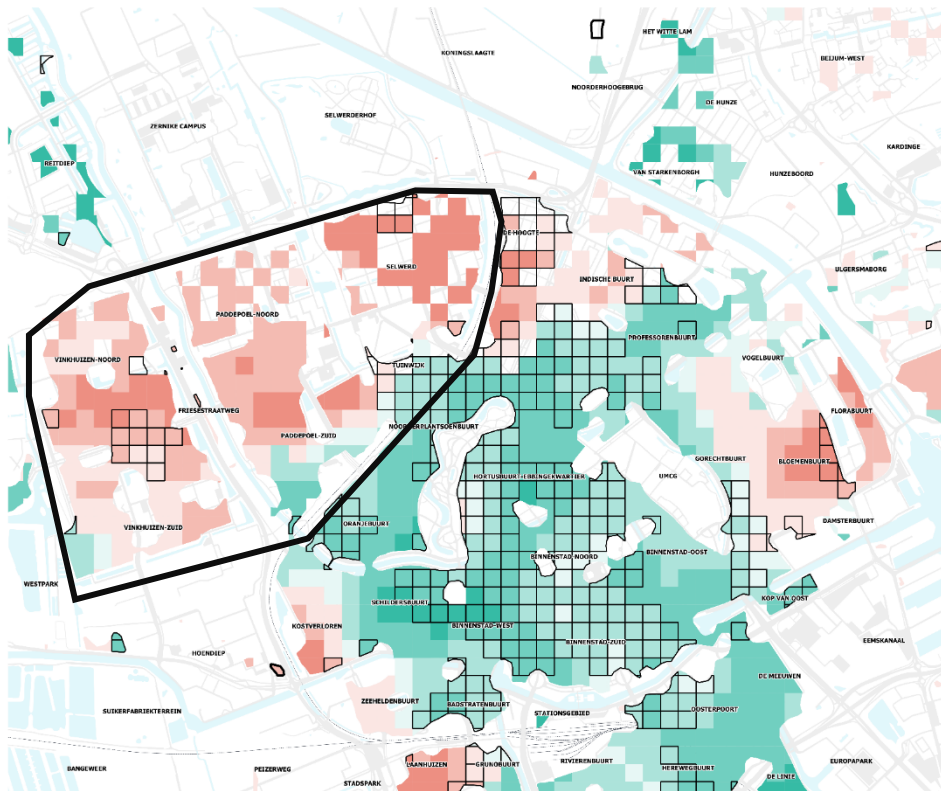 HET WITTE LAM
KONINGSLAAGTE
BEIJUM-WEST
NOORDERHOOGEBRUG
DE HUNZE
SELWERDERHOF
ZERNIKE CAMPUS
KARDINGE
REITDIEP
VAN STARKENBORGH
HUNZEBOORD
DE HOOGTE
SELWERD
ULGERSMABORG
INDISCHE BUURT
PADDEPOEL-NOORD
PROFESSORENBUURT
VINKHUIZEN-NOORD
VOGELBUURT
TUINWIJK
FRIESESTRAATWEG
FLORABUURT
NOORDERPLANTSOENBUURT
PADDEPOEL-ZUID
GORECHTBUURT
BLOEMENBUURT
HORTUSBUURT-EBBINGEKWARTIER
UMCG
DAMSTERBUURT
ORANJEBUURT
VINKHUIZEN-ZUID
BINNENSTAD-OOST
BINNENSTAD-NOORD
WESTPARK
KOP VAN OOST
SCHILDERSBUURT
KOSTVERLOREN
BINNENSTAD-WEST
EEMSKANAAL
BINNENSTAD-ZUID
HOENDIEP
DE MEEUWEN
ZEEHELDENBUURT
BADSTRATENBUURT
OOSTERPOORT
SUIKERFABRIEKTERREIN
STATIONSGEBIED
RIVIERENBUURT
EUROPAPARK
LAANHUIZEN
GRUNOBUURT
BANGEWEER
PEIZERWEG
HEREWEGBUURT
DE LINIE
STADSPARK